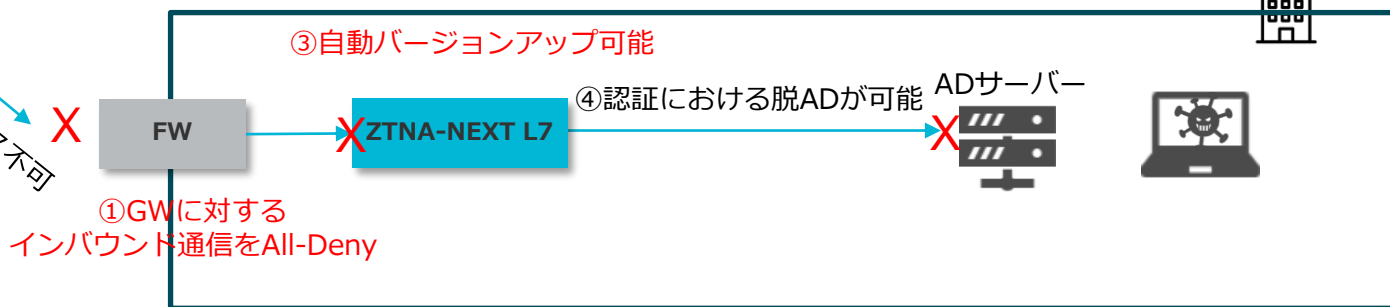 ③自動バージョンアップ可能
④認証における脱ADが可能
ADサーバー
X
FW
X
ZTNA-NEXT L7
X
不可
①GWに対する
インバウンド通信をAll-Deny